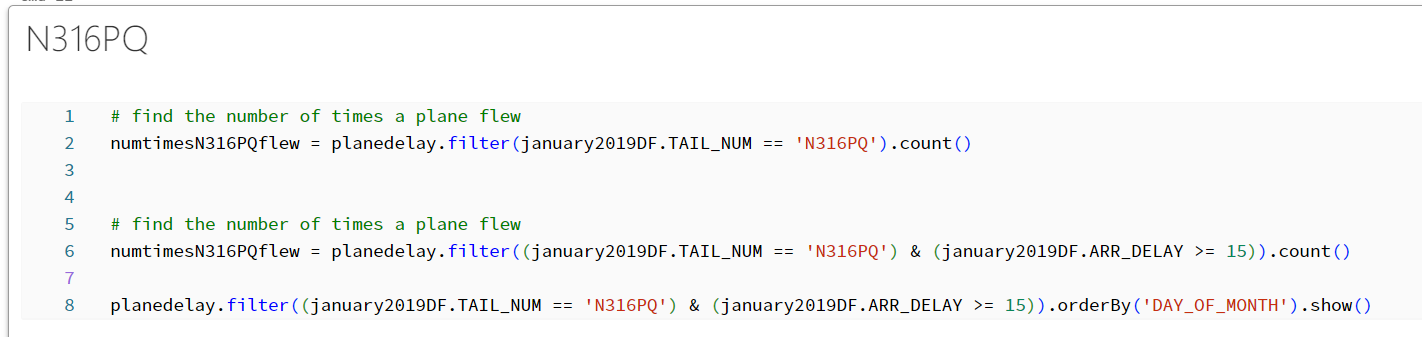 N316PQ
1 # find the number of times a plane flew
2 numtimesN316PQflew = planedelay.filter(january2019DF.TAIL_NUM == 'N316PQ').count()
3
4
5 # find the number of times a plane flew
6 numtimesN316PQflew = planedelay.filter((january2019DF.TAIL_NUM == 'N316PQ') & (january2019DF.ARR_DELAY >= 15)).count()
7
8 planedelay.filter((january2019DF.TAIL_NUM == 'N316PQ') & (january2019DF.ARR_DELAY >= 15)).orderBy('DAY_OF_MONTH').show()